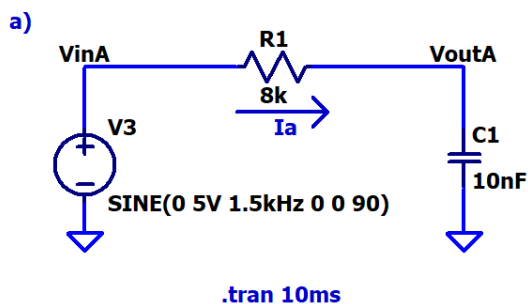 a)
VinA
R1
VoutA
8k
Ia
V3
C1
10nF
SINE(0 5V 1.5kHz 0 0 90)
.tran 10ms